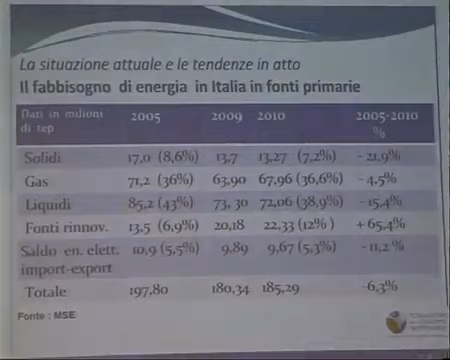 La situazione attuale e le tendenze in atto
Il fabbisogno di energia in Italia in fonti primarie
Dati in milioni di tep 2005 2009 2010 2005-2010 %
Solidi 17,0 (8,6%) 13,7 13,27 (7,2%) -21,9%
Gas 71,2 (36%) 63,90 67,96 (36,6%) -4,5%
Liquidi 85,2 (43%) 73,30 72,06 (38,9%) -15,4%
Fonti rinnov. 13,5 (6,9%) 20,18 22,33 (12%) +65,4%
Saldo en. elett. import-export 10,9 (5,5%) 9,89 9,67 (5,3%) -11,2%
Totale 197,80 180,34 185,29 -6,3%
Fonte : MSE